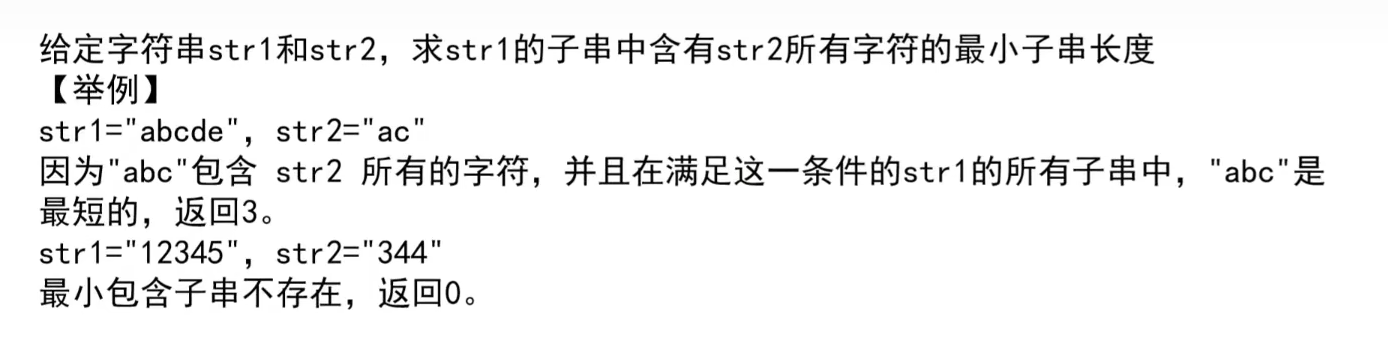 给定字符串str1和str2，求str1的子串中含有str2所有字符的最小子串长度
【举例】
str1="abcde"，str2="ac"
因为"abc"包含 str2 所有的字符，并且在满足这一条件的str1的所有子串中，"abc"是
最短的，返回3。
str1="12345"，str2="344"
最小包含子串不存在，返回0。